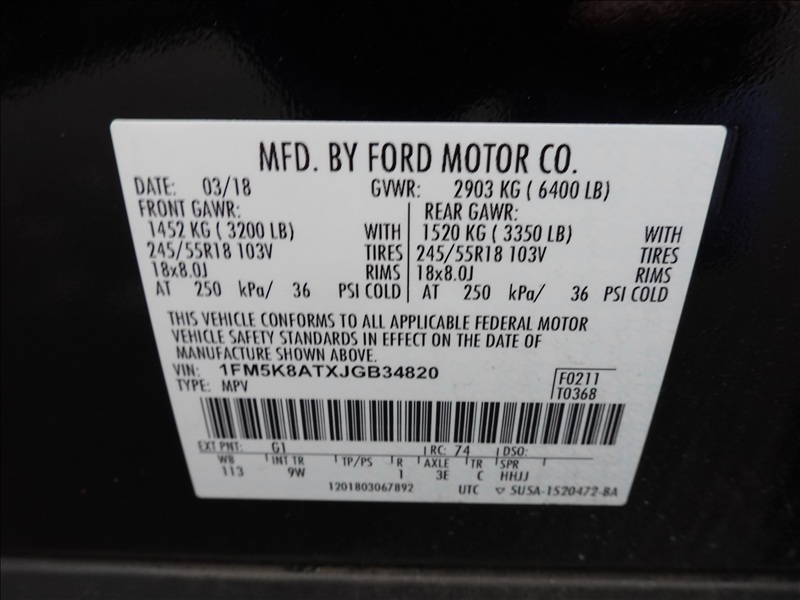 MFD. BY FORD MOTOR CO.
DATE: 03/18 GVWR: 2903 KG ( 6400 LB)
FRONT GAWR: REAR GAWR:
1452 KG ( 3200 LB) WITH 1520 KG ( 3350 LB) WITH
245/55R18 103V TIRES 245/55R18 103V TIRES
18x8.0J RIMS 18x8.0J RIMS
AT 250 kPa/ 36 PSI COLD AT 250 kPa/ 36 PSI COLD
THIS VEHICLE CONFORMS TO ALL APPLICABLE FEDERAL MOTOR
VEHICLE SAFETY STANDARDS IN EFFECT ON THE DATE OF
MANUFACTURE SHOWN ABOVE.
VIN: 1FM5K8ATXJGB34820 F0211
TYPE: MPV T0368
EXT PNT: G1 RC: 74 DSO:
WB INT TR TP/PS R AXLE TR SPR
113 9W 1 3E C HHJJ
1201803067892 UTC ▽ SU5A-1520472-BA